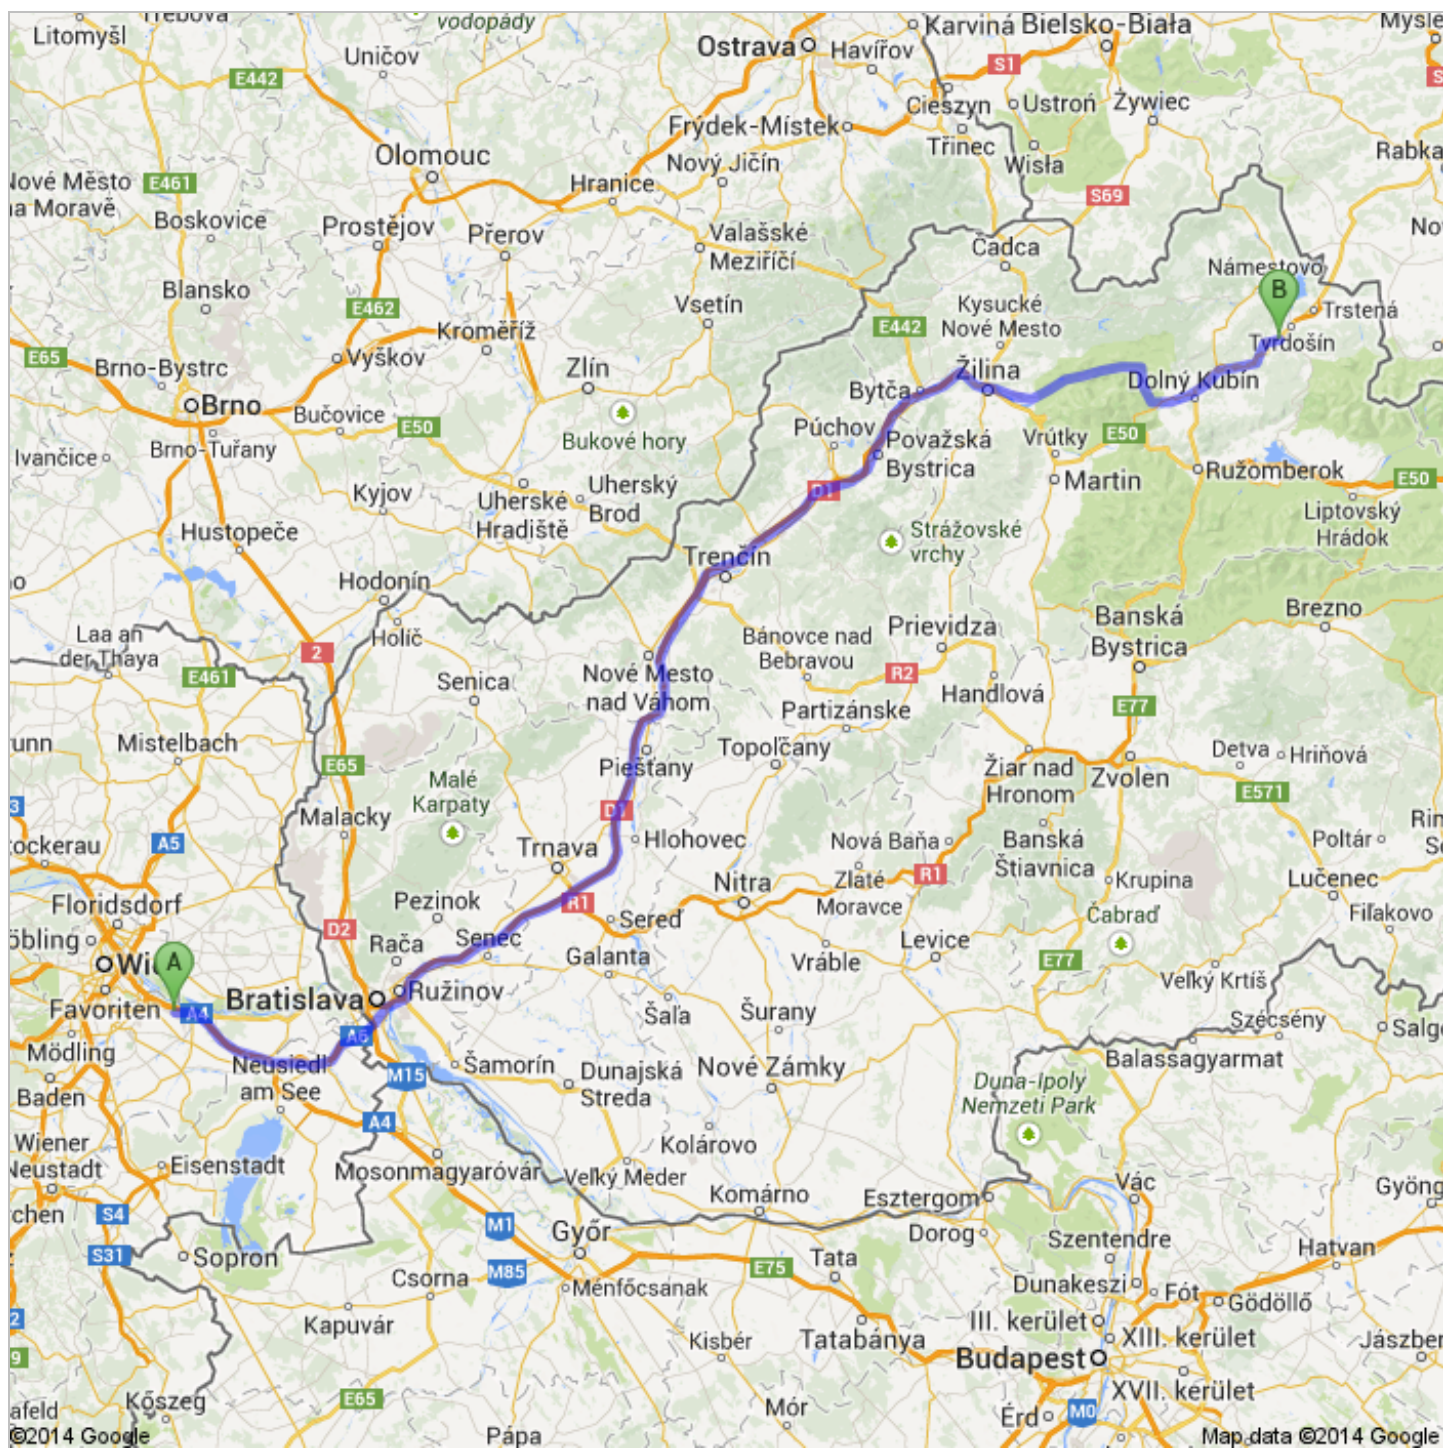 vodopády
Litomyšl
Uničov
E442
Ostrava
Havířov
Karviná
Bielsko-Biała
S1
Cieszyn
Ustroń
Żywiec
Frýdek-Místek
Třinec
Wisła
Olomouc
Nový Jičín
Hranice
Rabka
Nové Město
na Moravě
E461
Boskovice
S69
Prostějov
Přerov
Valašské
Meziříčí
Čadca
Námestovo
Blansko
E462
Vsetín
Kysucké
Nové Mesto
E442
B
Trstená
Tvrdošín
Kroměříž
E65
Vyškov
Brno-Bystrc
Zlín
Bytča
Žilina
Dolný Kubín
Brno
Bučovice
E50
Bukové hory
Púchov
Považská
Bystrica
Vrútky
E50
Brno-Tuřany
Ivančice
Ružomberok
E50
Martin
Kyjov
Uherské
Hradiště
Uherský
Brod
D1
Liptovský
Hrádok
Hustopeče
Strážovské
vrchy
Trenčín
Hodonín
Holíč
Laa an
der Thaya
2
Bánovce nad
Bebravou
Prievidza
Banská
Bystrica
Brezno
E461
Senica
Nové Mesto
nad Váhom
R2
Handlová
E77
Partizánske
Mistelbach
Topoľčany
Detva
Hriňová
E65
Piešťany
Žiar nad
Hronom
Zvolen
Malé
Karpaty
E571
D1
Malacky
A5
Hlohovec
Nová Baňa
Banská
Štiavnica
Poltár
Trnava
R1
Nitra
Zlaté
Moravce
Krupina
Lučenec
Floridsdorf
Pezinok
R1
Sereď
Čabraď
Fiľakovo
D2
Rača
Senec
Galanta
Vráble
Levice
E77
Veľký Krtíš
A
Favoriten
A4
Bratislava
Ružinov
Šaľa
Šurany
Szécsény
Mödling
A6
Balassagyarmat
Neusiedl
am See
M15
Šamorín
Dunajská
Streda
Nové Zámky
Duna-Ipoly
Nemzeti Park
Baden
A4
Kolárovo
Wiener
Neustadt
Eisenstadt
Mosonmagyaróvár
Veľký Meder
Komárno
Esztergom
Vác
S4
M1
Győr
Dorog
Szentendre
Hatvan
S31
Sopron
M85
Csorna
E75
Tata
Dunakeszi
Fót
Gödöllő
Ménfőcsanak
Kapuvár
Kisbér
Tatabánya
III. kerület
XIII. kerület
Budapest
E65
Kőszeg
XVII. kerület
Mór
Érd
M0
Pápa
©2014 Google
Map data ©2014 Google